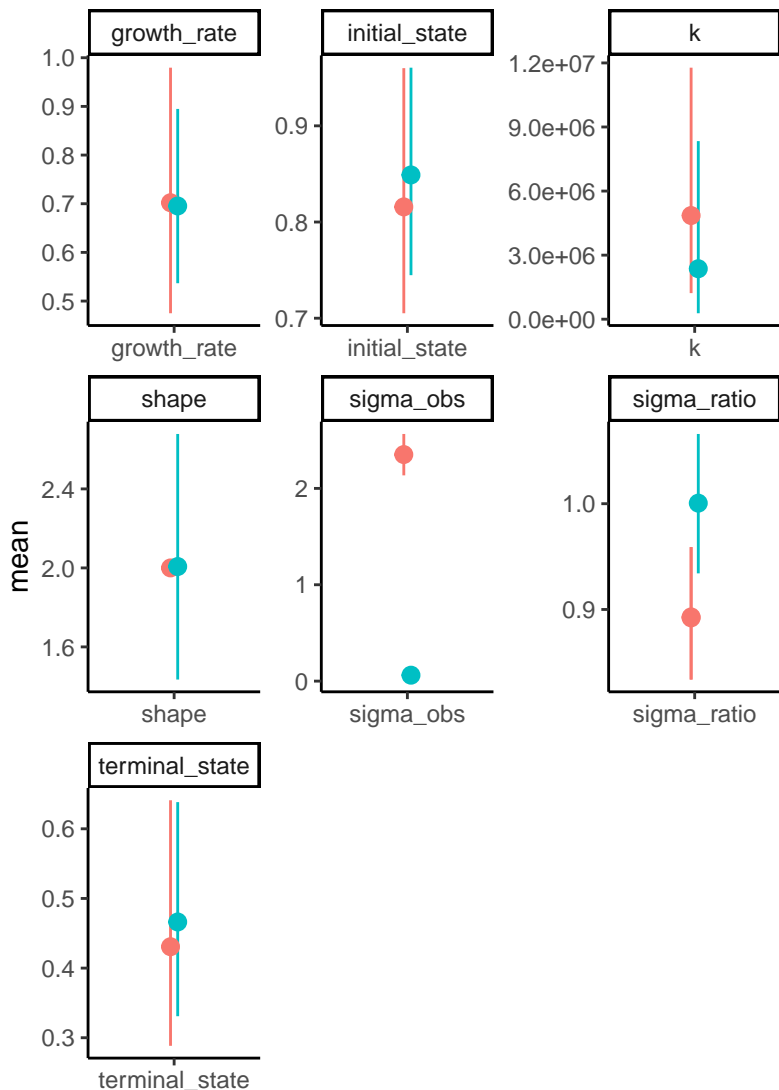 growth_rate
initial_state
k
1.0
0.9
0.8
0.7
0.6
0.5
growth_rate
0.9
0.8
0.7
initial_state
1.2e+07
9.0e+06
6.0e+06
3.0e+06
0.0e+00
k
shape
sigma_obs
sigma_ratio
mean
2.4
2.0
1.6
shape
2
1
0
sigma_obs
1.0
0.9
sigma_ratio
terminal_state
0.6
0.5
0.4
0.3
terminal_state